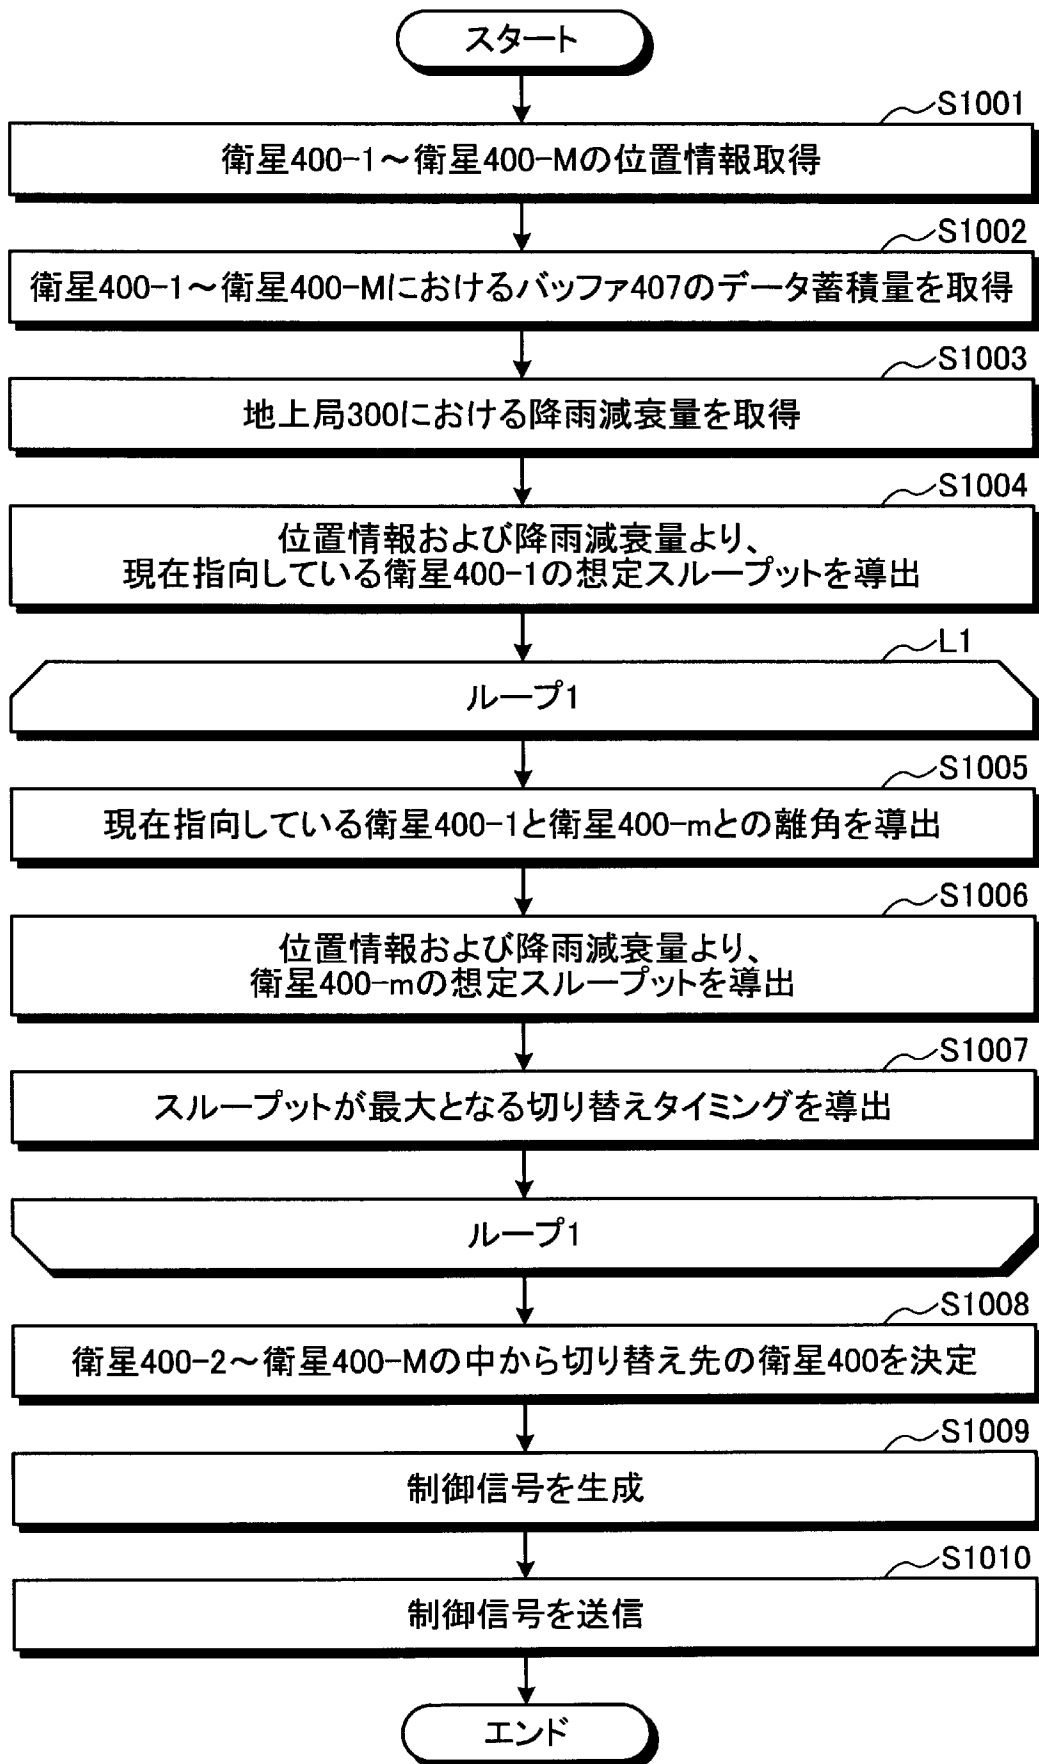 スタート
S1001
衛星400-1～衛星400-Mの位置情報取得
S1002
衛星400-1～衛星400-Mにおけるバッファ407のデータ蓄積量を取得
S1003
地上局300における降雨減衰量を取得
S1004
位置情報および降雨減衰量より、
現在指向している衛星400-1の想定スループットを導出
L1
ループ1
S1005
現在指向している衛星400-1と衛星400-mとの離角を導出
S1006
位置情報および降雨減衰量より、
衛星400-mの想定スループットを導出
S1007
スループットが最大となる切り替えタイミングを導出
ループ1
S1008
衛星400-2～衛星400-Mの中から切り替え先の衛星400を決定
S1009
制御信号を生成
S1010
制御信号を送信
エンド